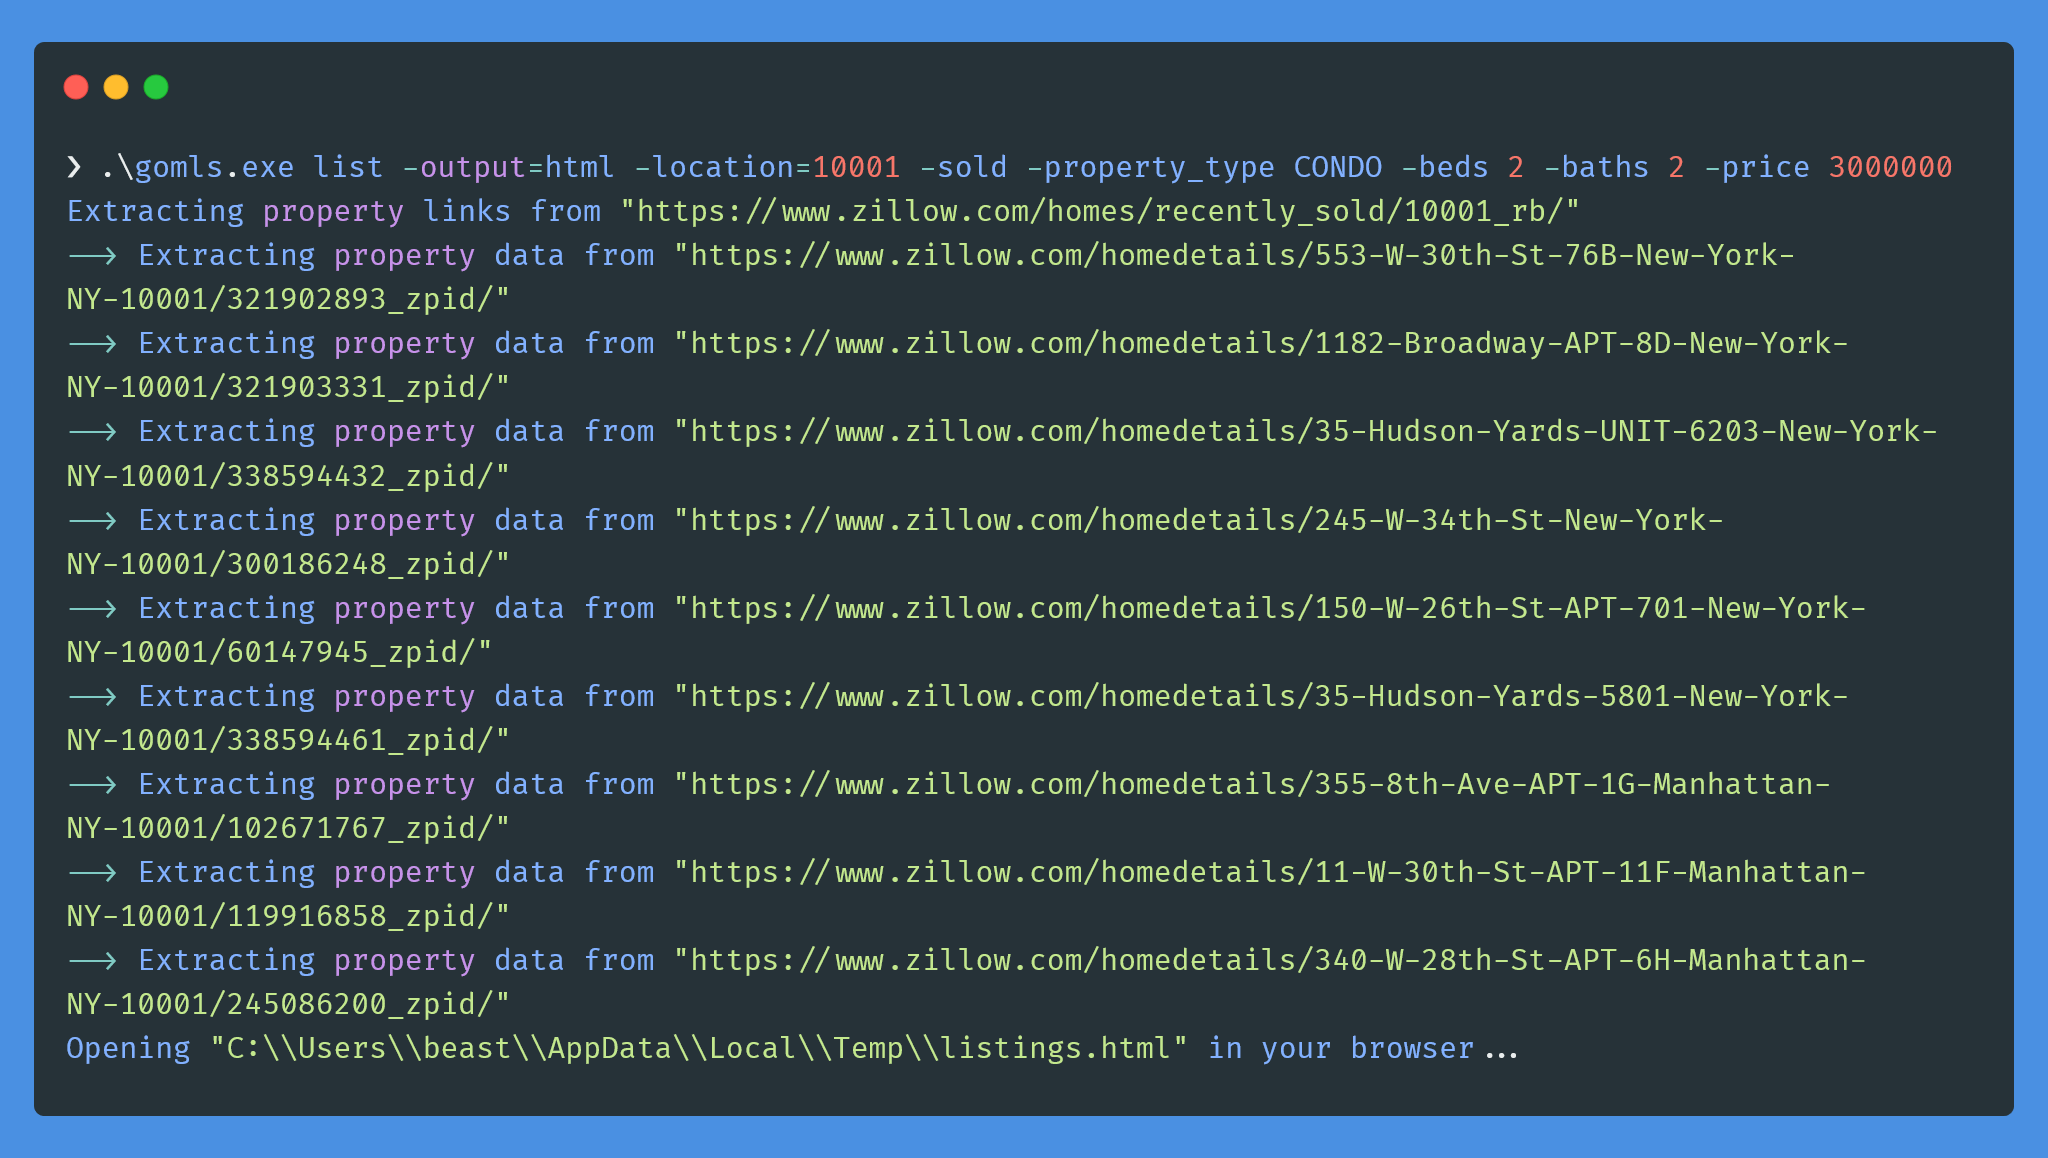 ❯ .\gomls.exe list -output=html -location=10001 -sold -property_type CONDO -beds 2 -baths 2 -price 3000000
Extracting property links from "https://www.zillow.com/homes/recently_sold/10001_rb/"
--> Extracting property data from "https://www.zillow.com/homedetails/553-W-30th-St-76B-New-York-
NY-10001/321902893_zpid/"
--> Extracting property data from "https://www.zillow.com/homedetails/1182-Broadway-APT-8D-New-York-
NY-10001/321903331_zpid/"
--> Extracting property data from "https://www.zillow.com/homedetails/35-Hudson-Yards-UNIT-6203-New-York-
NY-10001/338594432_zpid/"
--> Extracting property data from "https://www.zillow.com/homedetails/245-W-34th-St-New-York-
NY-10001/300186248_zpid/"
--> Extracting property data from "https://www.zillow.com/homedetails/150-W-26th-St-APT-701-New-York-
NY-10001/60147945_zpid/"
--> Extracting property data from "https://www.zillow.com/homedetails/35-Hudson-Yards-5801-New-York-
NY-10001/338594461_zpid/"
--> Extracting property data from "https://www.zillow.com/homedetails/355-8th-Ave-APT-1G-Manhattan-
NY-10001/102671767_zpid/"
--> Extracting property data from "https://www.zillow.com/homedetails/11-W-30th-St-APT-11F-Manhattan-
NY-10001/119916858_zpid/"
--> Extracting property data from "https://www.zillow.com/homedetails/340-W-28th-St-APT-6H-Manhattan-
NY-10001/245086200_zpid/"
Opening "C:\\Users\\beast\\AppData\\Local\\Temp\\listings.html" in your browser...